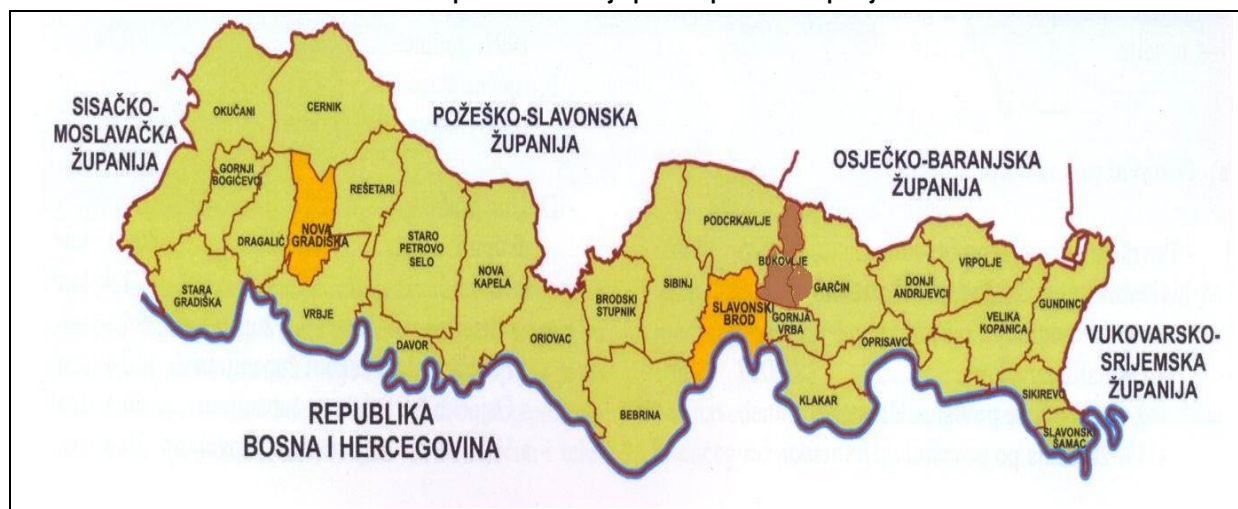 SISAČKO-
MOSLAVAČKA
ŽUPANIJA
POŽEŠKO-SLAVONSKA
ŽUPANIJA
OSJEČKO-BARANJSKA
ŽUPANIJA
VUKOVARSKO-
SRIJEMSKA
ŽUPANIJA
REPUBLIKA
BOSNA I HERCEGOVINA
OKUČANI
CERNIK
GORNJI
BOGIČEVCI
REŠETARI
DRAGALIĆ
NOVA
GRADIŠKA
STARA
GRADIŠKA
VRBJE
STARO
PETROVO
SELO
DAVOR
NOVA
KAPELA
ORIOVAC
BRODSKI
STUPNIK
BEBRINA
SIBINJ
PODCRKAVLJE
SLAVONSKI
BROD
BUKOVLJE
GARČIN
GORNJA
VRBA
KLAKAR
OPRISAVCI
DONJI
ANDRIJEVCI
VRPOLJE
VELIKA
KOPANICA
GUNDINCI
SIKIREVCI
SLAVONSKI
ŠAMAC